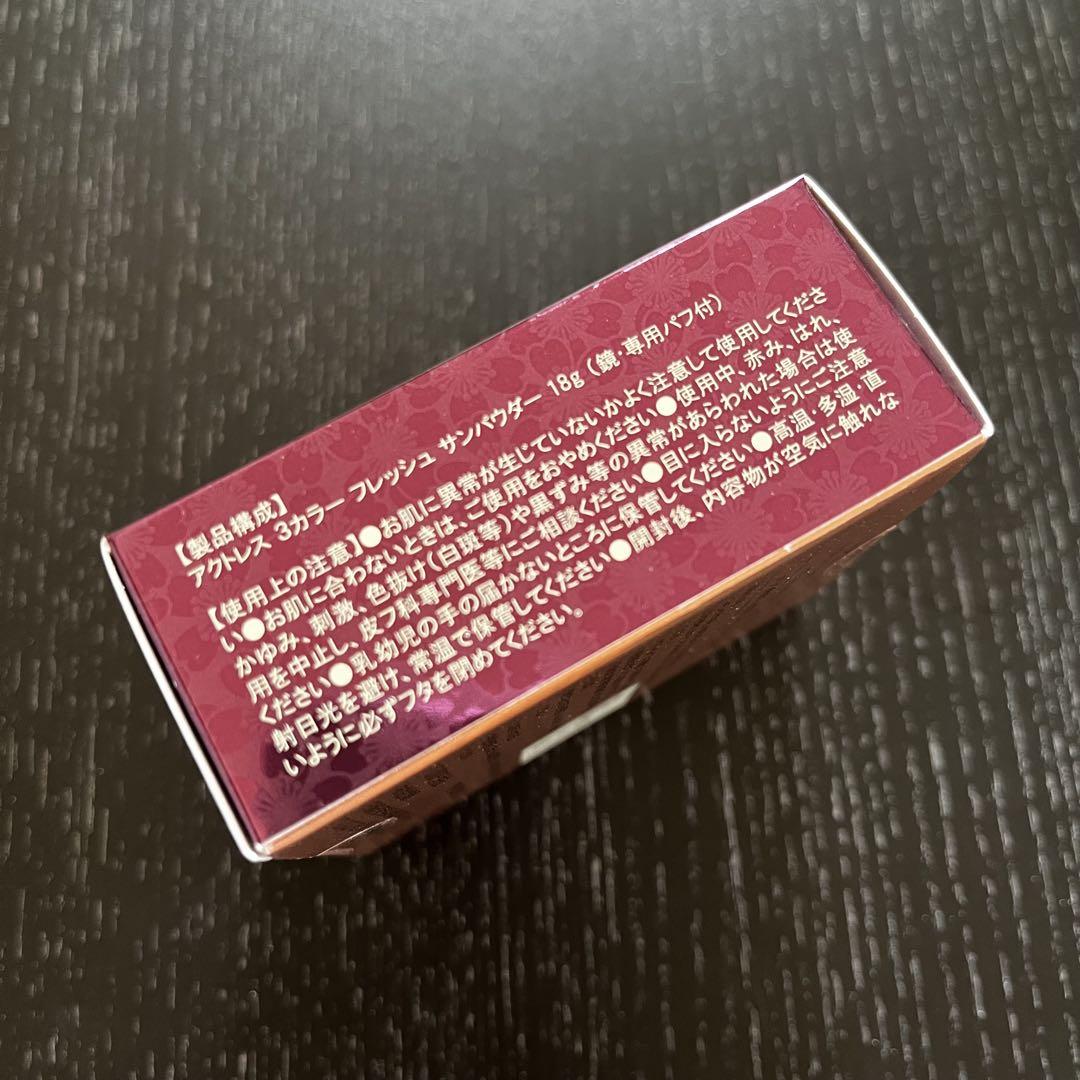 【製品構成】
アクトレス 3カラー フレッシュ サンパウダー 18g（鏡・専用パフ付）
【使用上の注意】●お肌に異常が生じていないかよく注意して使用してくださ
い●お肌に合わないときは、ご使用をおやめください●使用中、赤み、はれ、
かゆみ、刺激、色抜け（白斑等）や黒ずみ等の異常があらわれた場合は使
用を中止し、皮フ科専門医等にご相談ください●目に入らないようにご注意
ください●乳幼児の手の届かないところに保管してください●高温・多湿・直
射日光を避け、常温で保管してください●開封後、内容物が空気に触れな
いように必ずフタを閉めてください。